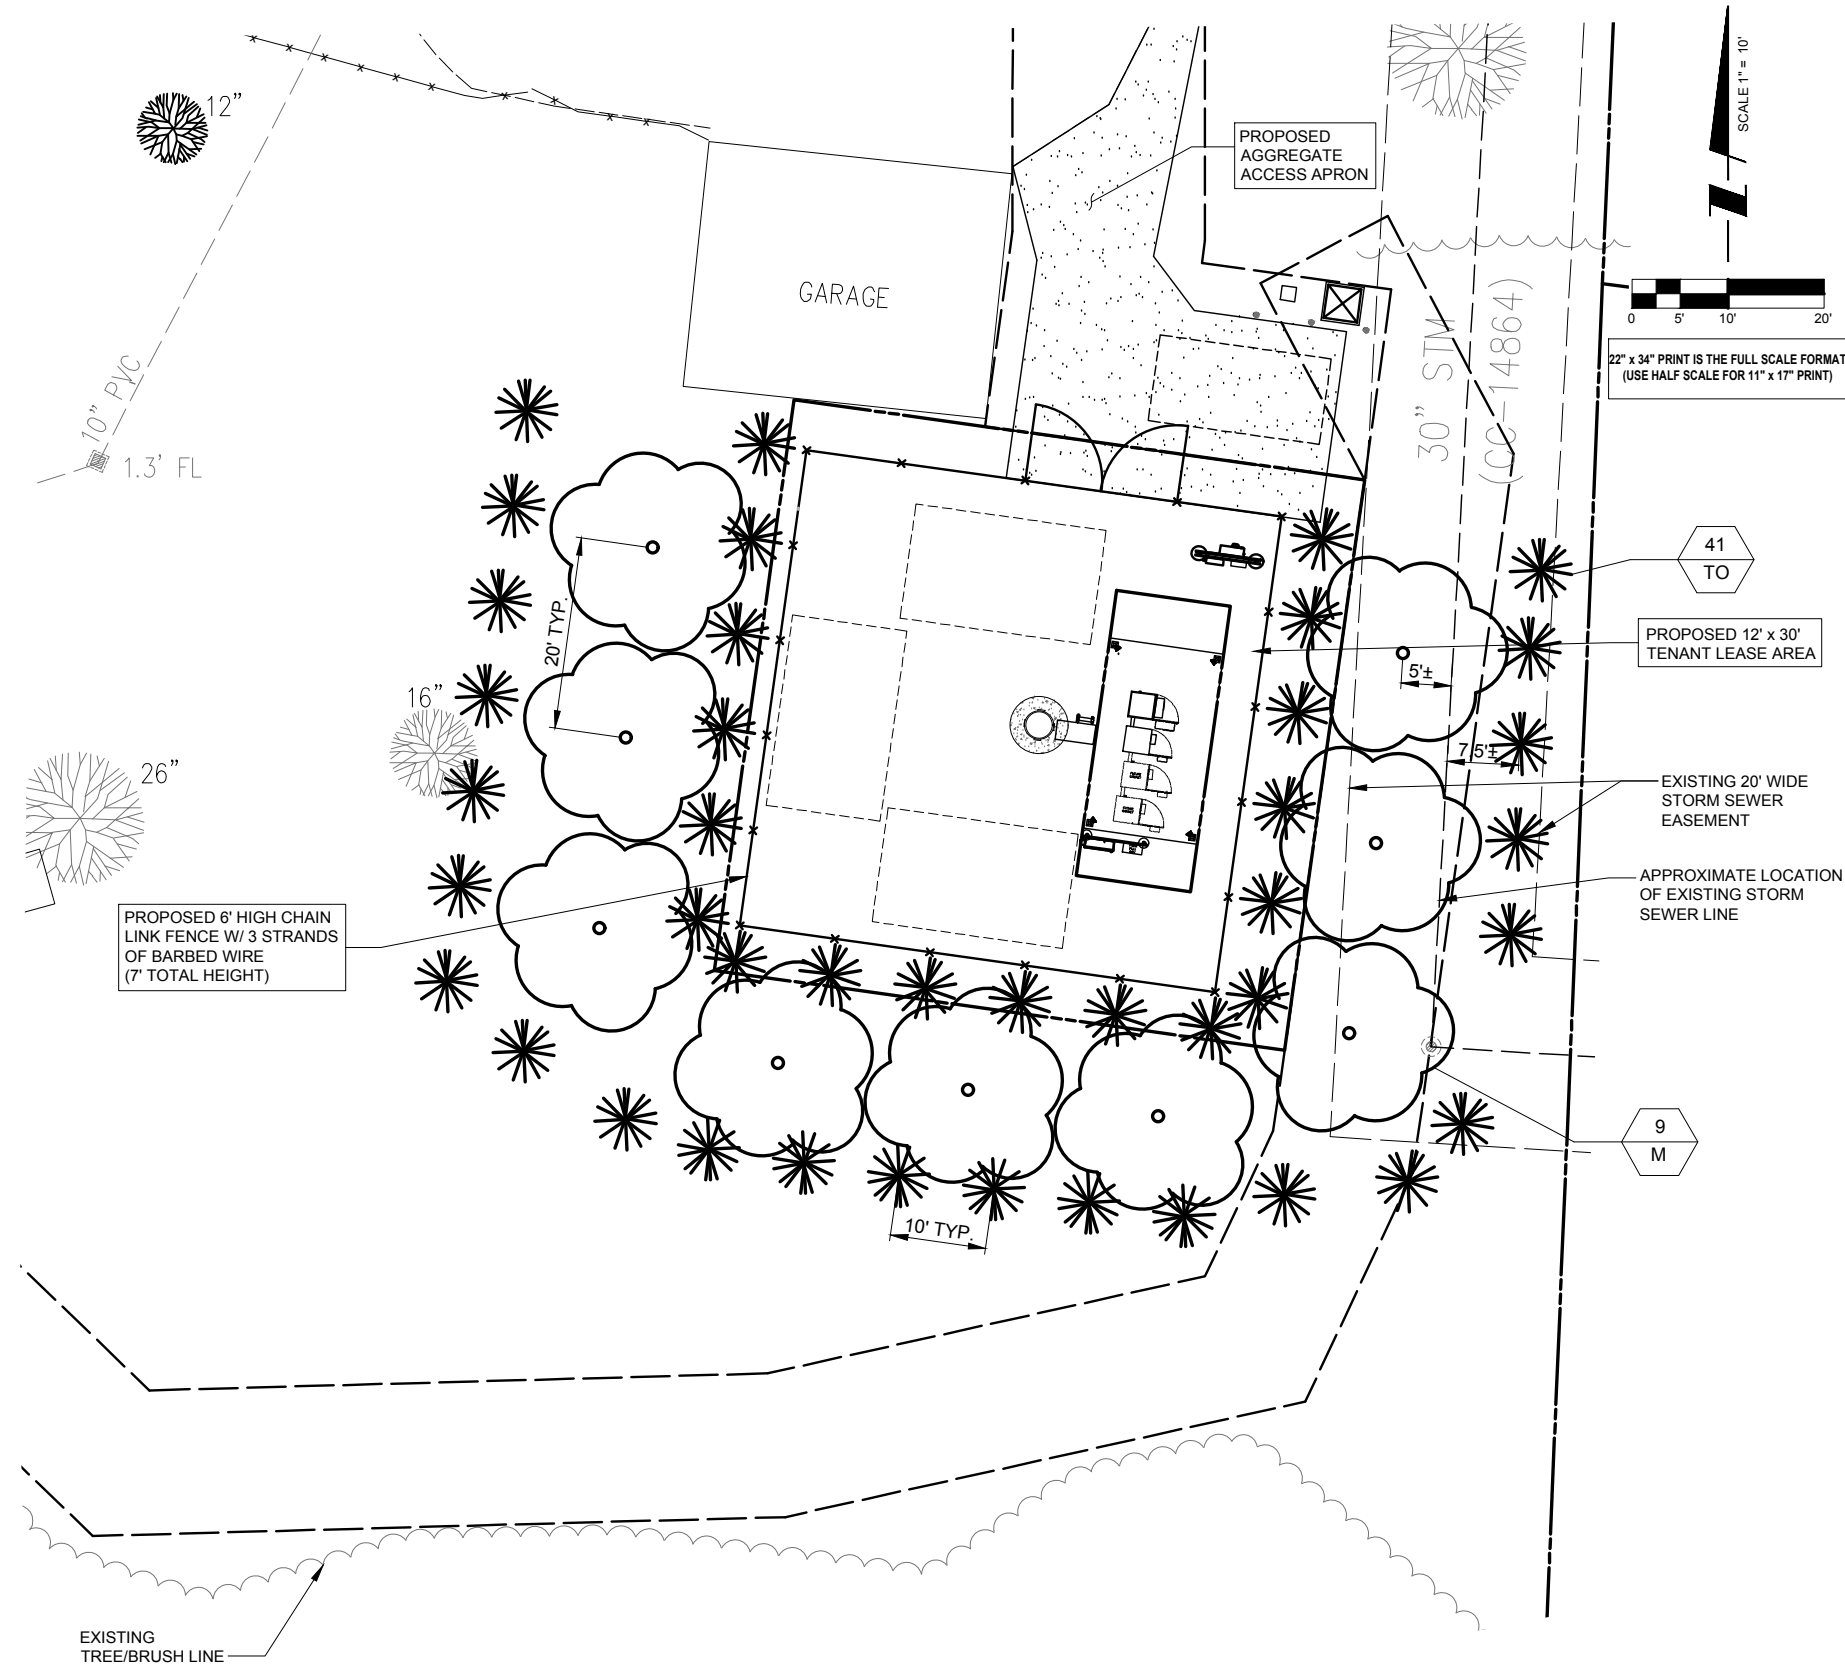 12"
PROPOSED
AGGREGATE
ACCESS APRON
SCALE 1" = 10'
GARAGE
0 5' 10' 20'
22" x 34" PRINT IS THE FULL SCALE FORMAT
(USE HALF SCALE FOR 11" x 17" PRINT)
30" STM
(CC-14864)
10" PVC
1.3' FL
41
TO
20' TYP.
PROPOSED 12' x 30'
TENANT LEASE AREA
5'±
16"
7.5'±
26"
EXISTING 20' WIDE
STORM SEWER
EASEMENT
APPROXIMATE LOCATION
OF EXISTING STORM
SEWER LINE
PROPOSED 6' HIGH CHAIN
LINK FENCE W/ 3 STRANDS
OF BARBED WIRE
(7' TOTAL HEIGHT)
9
M
10' TYP.
EXISTING
TREE/BRUSH LINE